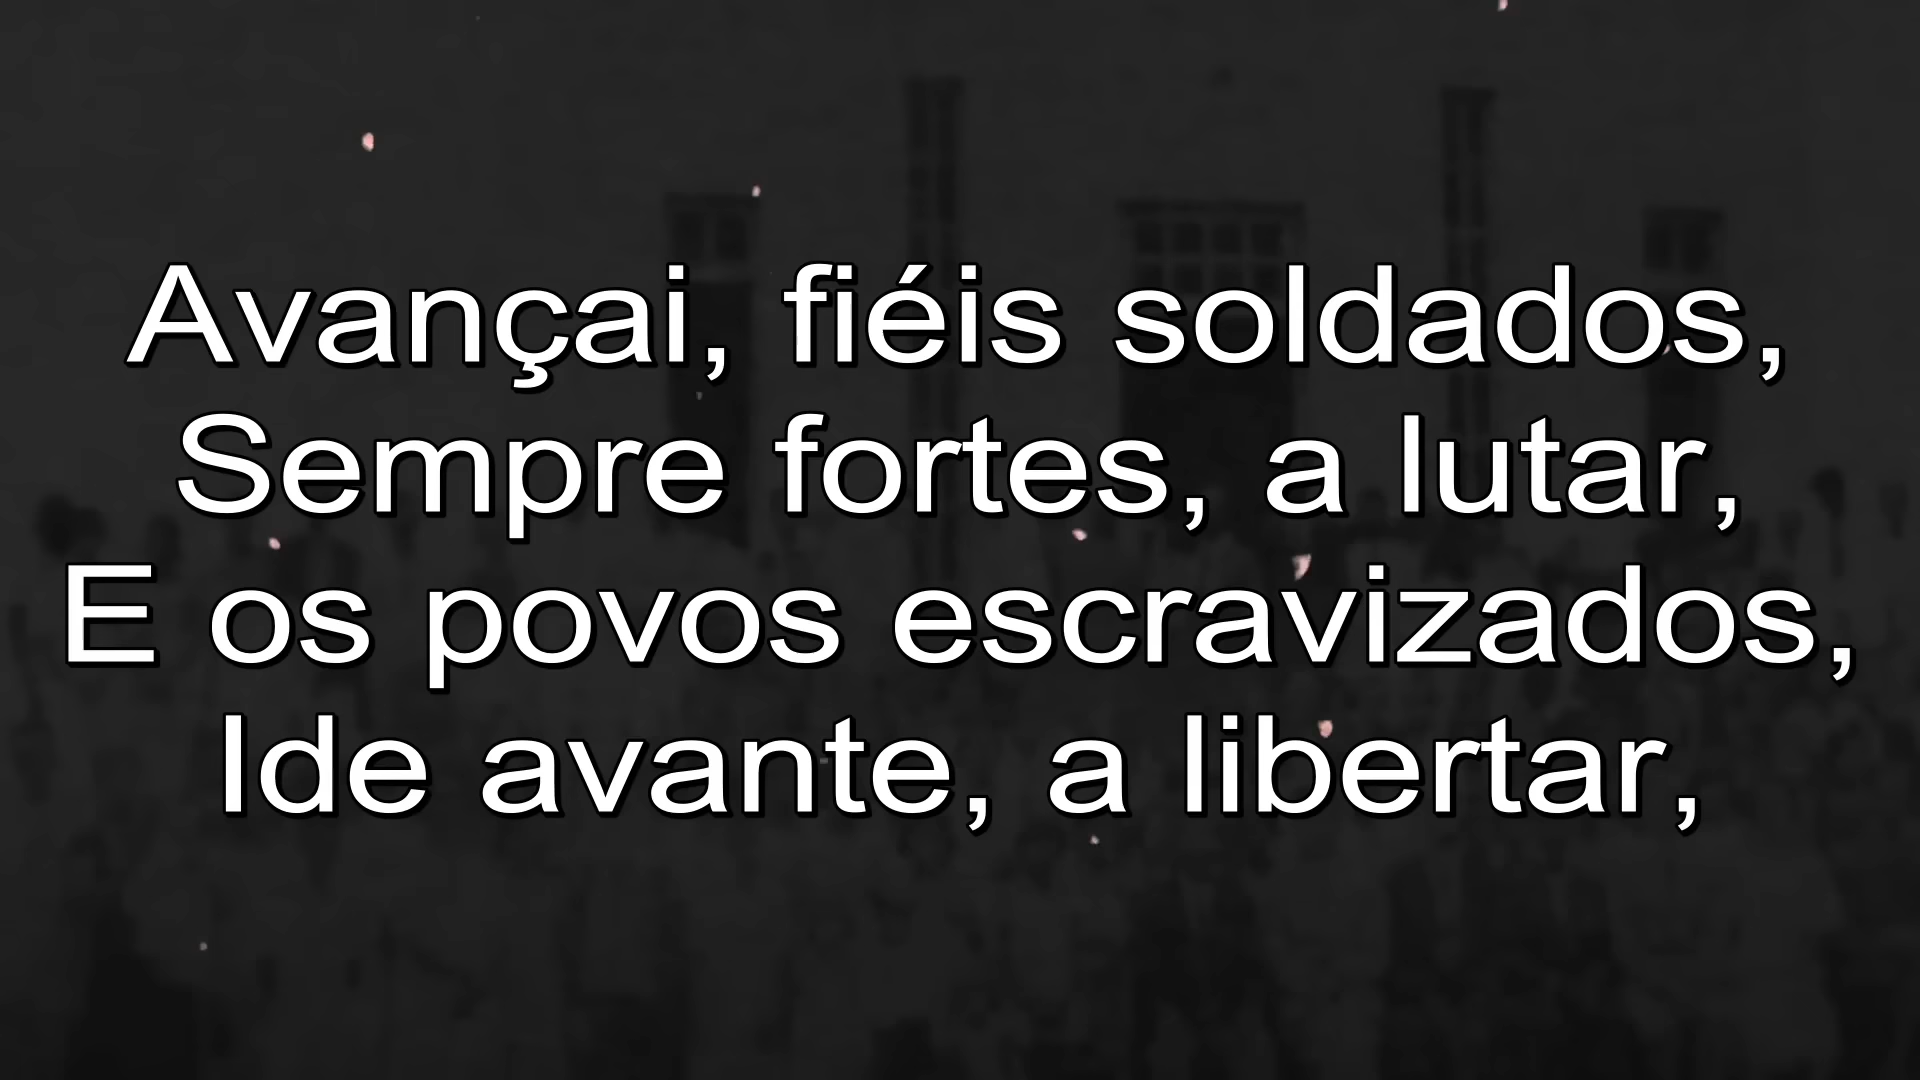 Avançai, fiéis soldados,
Sempre fortes, a lutar,
E os povos escravizados,
Ide avante, a libertar,